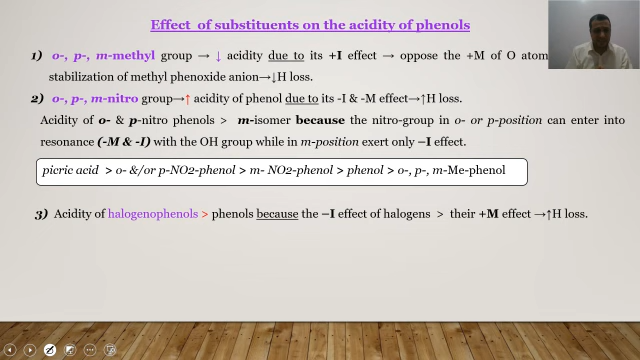 Effect of substituents on the acidity of phenols
1) o-, p-, m-methyl group → ↓ acidity due to its +I effect → oppose the +M of O atom
stabilization of methyl phenoxide anion→↓H loss.
2) o-, p-, m-nitro group→↑ acidity of phenol due to its -I & -M effect→↑H loss.
Acidity of o- & p-nitro phenols > m-isomer because the nitro-group in o- or p-position can enter into
resonance (-M & -I) with the OH group while in m-position exert only –I effect.
picric acid > o- &/or p-NO2-phenol > m- NO2-phenol > phenol > o-, p-, m-Me-phenol
3) Acidity of halogenophenols > phenols because the –I effect of halogens > their +M effect →↑H loss.